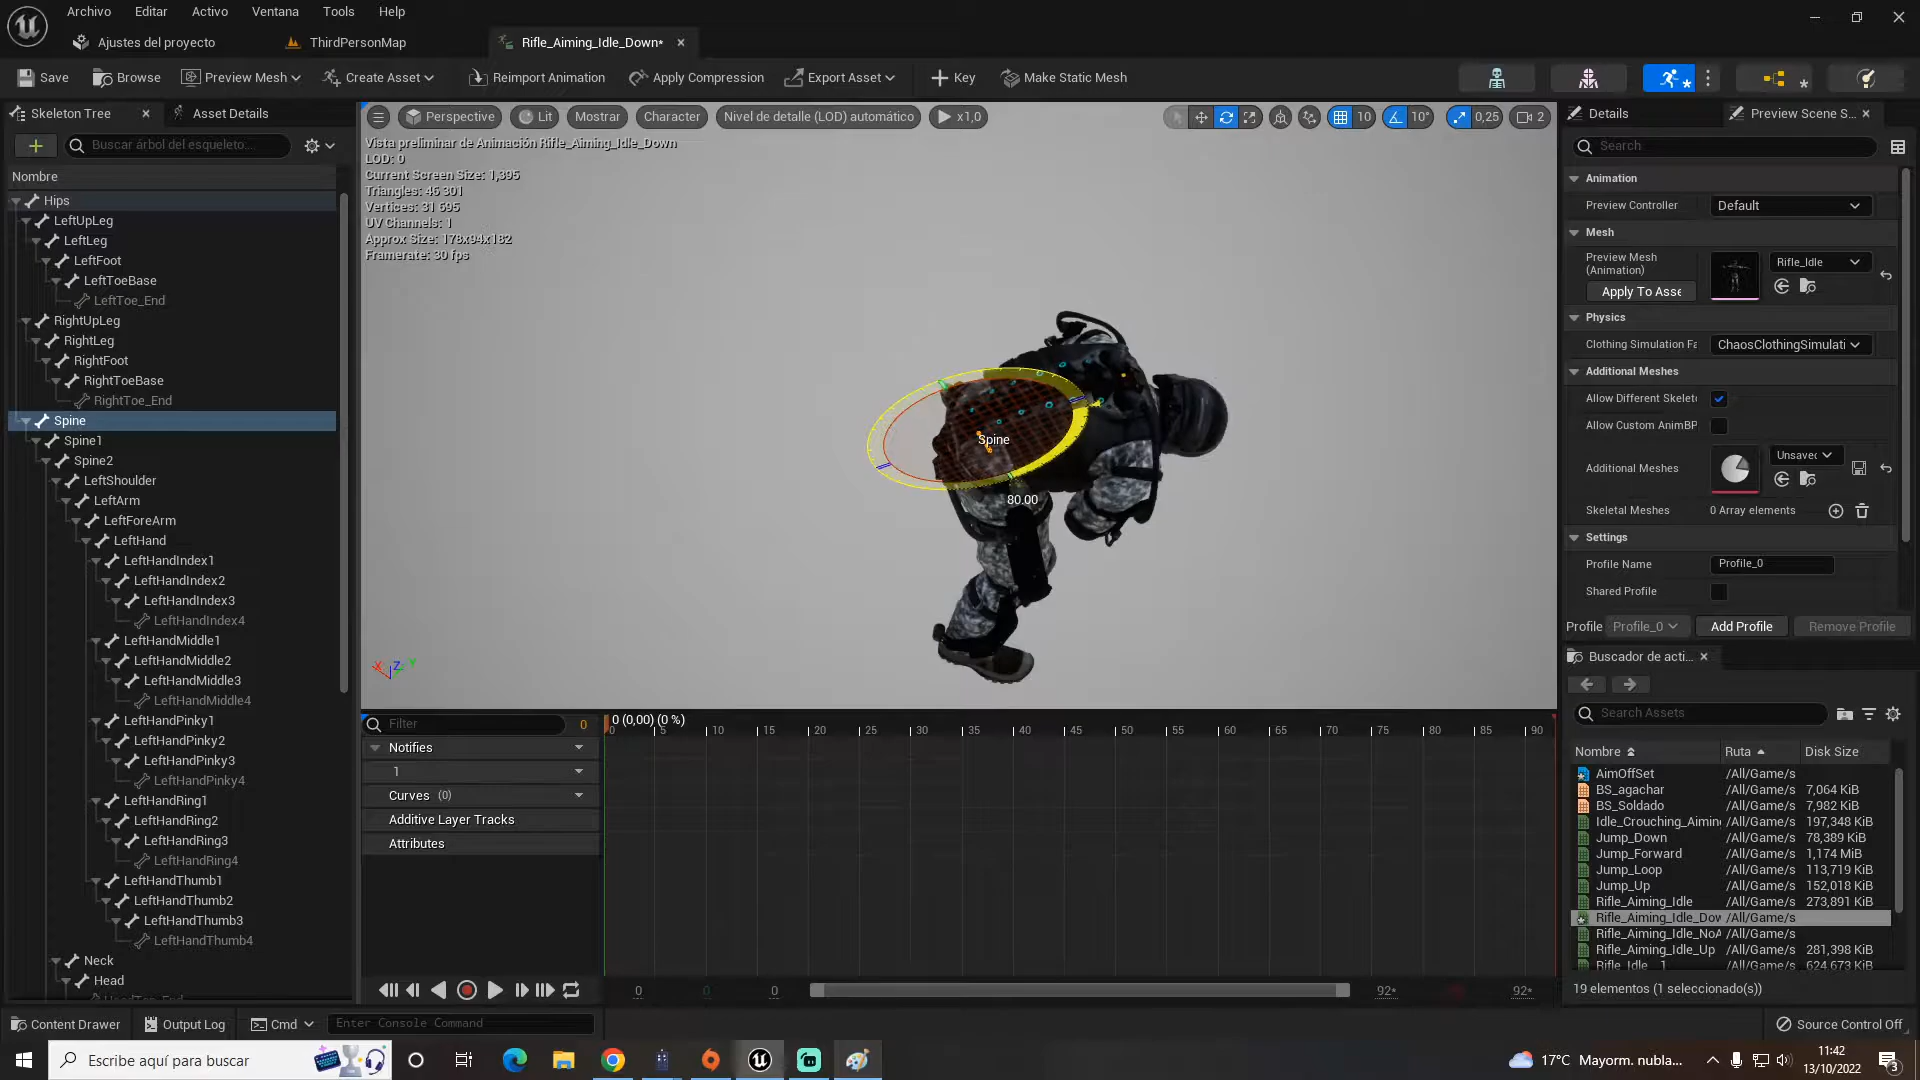 Archivo Editar Activo Ventana Tools Help
Ajustes del proyecto ThirdPersonMap Rifle_Aiming_Idle_Down*
Save Browse Preview Mesh Create Asset Reimport Animation Apply Compression Export Asset Key Make Static Mesh
Skeleton Tree Asset Details
Buscar árbol del esqueleto...
Nombre
Hips
LeftUpLeg
LeftLeg
LeftFoot
LeftToeBase
LeftToe_End
RightUpLeg
RightLeg
RightFoot
RightToeBase
RightToe_End
Spine
Spine1
Spine2
LeftShoulder
LeftArm
LeftForeArm
LeftHand
LeftHandIndex1
LeftHandIndex2
LeftHandIndex3
LeftHandIndex4
LeftHandMiddle1
LeftHandMiddle2
LeftHandMiddle3
LeftHandMiddle4
LeftHandPinky1
LeftHandPinky2
LeftHandPinky3
LeftHandPinky4
LeftHandRing1
LeftHandRing2
LeftHandRing3
LeftHandRing4
LeftHandThumb1
LeftHandThumb2
LeftHandThumb3
LeftHandThumb4
Neck
Head
Perspective Lit Mostrar Character Nivel de detalle (LOD) automático x1,0 10 10° 0,25 2
Vista preliminar de Animación Rifle_Aiming_Idle_Down
LOD: 0
Current Screen Size: 1,395
Triangles: 46 301
Vertices: 31 695
UV Channels: 1
Approx Size: 178x94x182
Framerate: 30 fps
Spine
80.00
X Z Y
Filter 0
0 (0,00) (0 %)
0 5 10 15 20 25 30 35 40 45 50 55 60 65 70 75 80 85 90
Notifies
1
Curves (0)
Additive Layer Tracks
Attributes
0 0 0 92* 92*
Details Preview Scene S...
Search
Animation
Preview Controller Default
Mesh
Preview Mesh (Animation) Rifle_Idle
Apply To Asse
Physics
Clothing Simulation Fa ChaosClothingSimulati
Additional Meshes
Allow Different Skelet
Allow Custom AnimBP
Additional Meshes Unsaved
Skeletal Meshes 0 Array elements
Settings
Profile Name Profile_0
Shared Profile
Profile Profile_0 Add Profile Remove Profile
Buscador de acti...
Search Assets
Nombre Ruta Disk Size
AimOffSet /All/Game/s
BS_agachar /All/Game/s 7,064 KiB
BS_Soldado /All/Game/s 7,982 KiB
Idle_Crouching_Aiming /All/Game/s 197,348 KiB
Jump_Down /All/Game/s 78,389 KiB
Jump_Forward /All/Game/s 1,174 MiB
Jump_Loop /All/Game/s 113,719 KiB
Jump_Up /All/Game/s 152,018 KiB
Rifle_Aiming_Idle /All/Game/s 273,891 KiB
Rifle_Aiming_Idle_Dow /All/Game/s
Rifle_Aiming_Idle_NoA /All/Game/s
Rifle_Aiming_Idle_Up /All/Game/s 281,398 KiB
Rifle_Idle__1 /All/Game/s 624,673 KiB
19 elementos (1 seleccionado(s))
Content Drawer Output Log Cmd Enter Console Command Source Control Off
Escribe aquí para buscar
17°C Mayorm. nubla...
11:42
13/10/2022
3